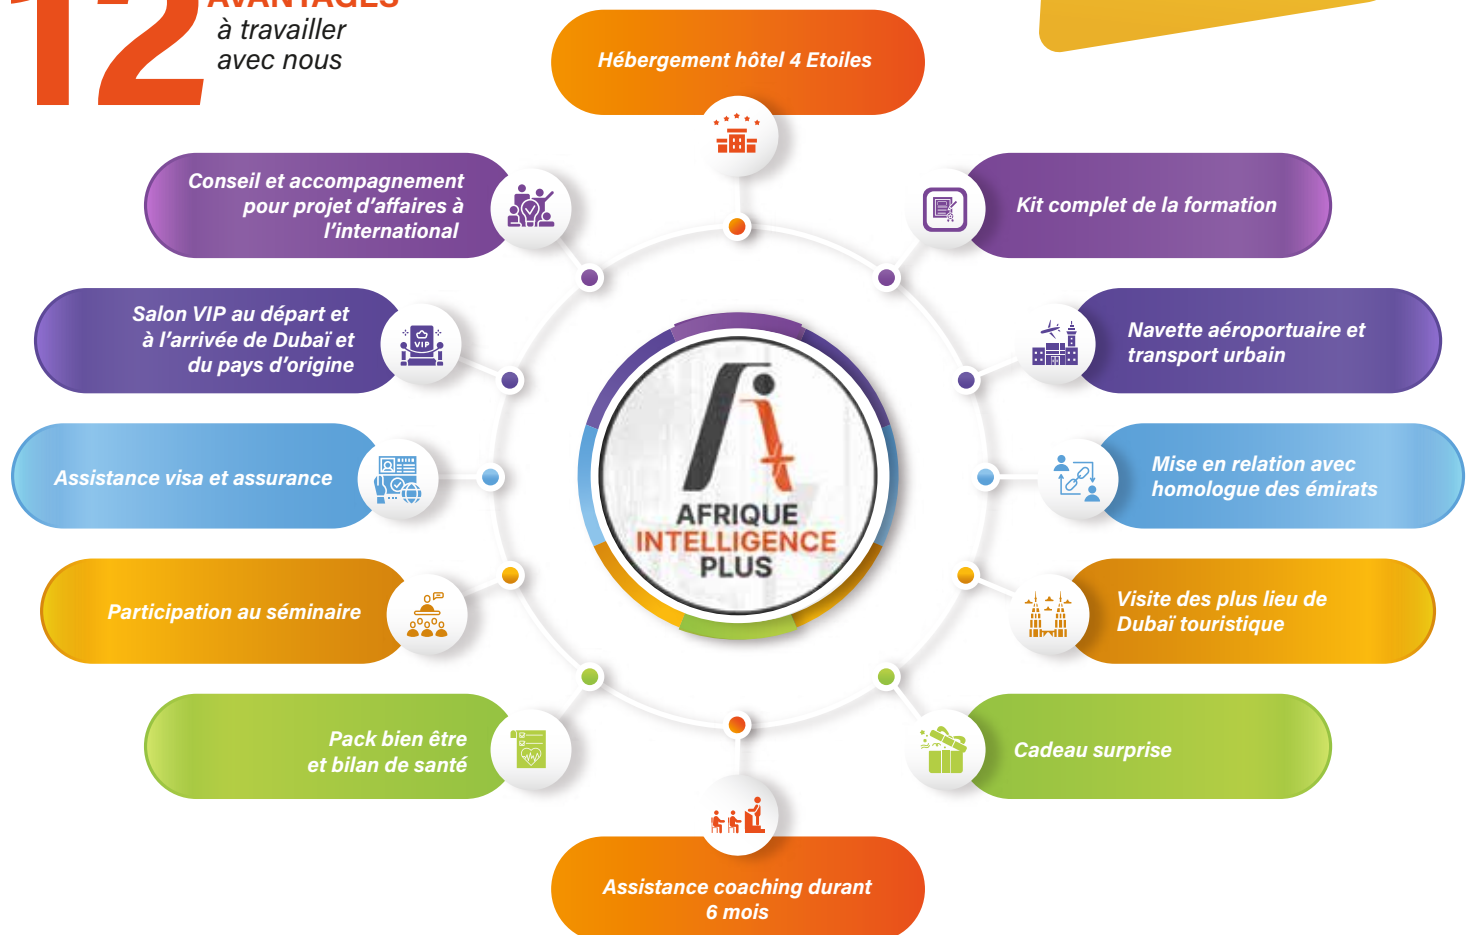 12
AVANTAGES
à travailler
avec nous
Hébergement hôtel 4 Etoiles
Conseil et accompagnement
pour projet d'affaires à
l'international
Kit complet de la formation
Salon VIP au départ et
à l'arrivée de Dubaï et
du pays d'origine
VIP
Navette aéroportuaire et
transport urbain
Assistance visa et assurance
Mise en relation avec
homologue des émirats
AFRIQUE
INTELLIGENCE
PLUS
Participation au séminaire
Visite des plus lieu de
Dubaï touristique
Pack bien être
et bilan de santé
Cadeau surprise
Assistance coaching durant
6 mois